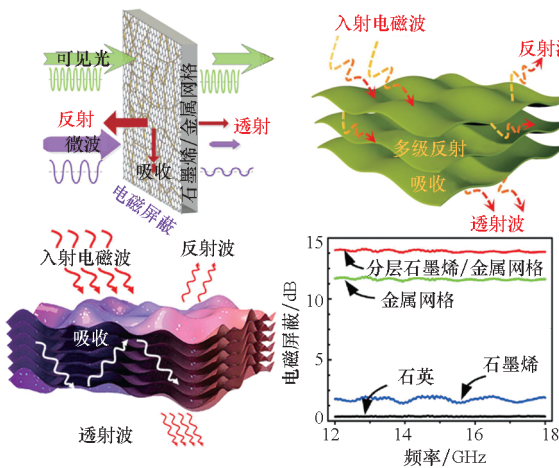 可见光
反射
微波
吸收
透射
电磁屏蔽
石墨烯/金属网格
入射电磁波
反射波
多级反射
吸收
透射波
入射电磁波
反射波
吸收
透射波
15
10
5
0
电磁屏蔽/dB
分层石墨烯/金属网格
金属网格
石英
石墨烯
12
14
16
18
频率/GHz